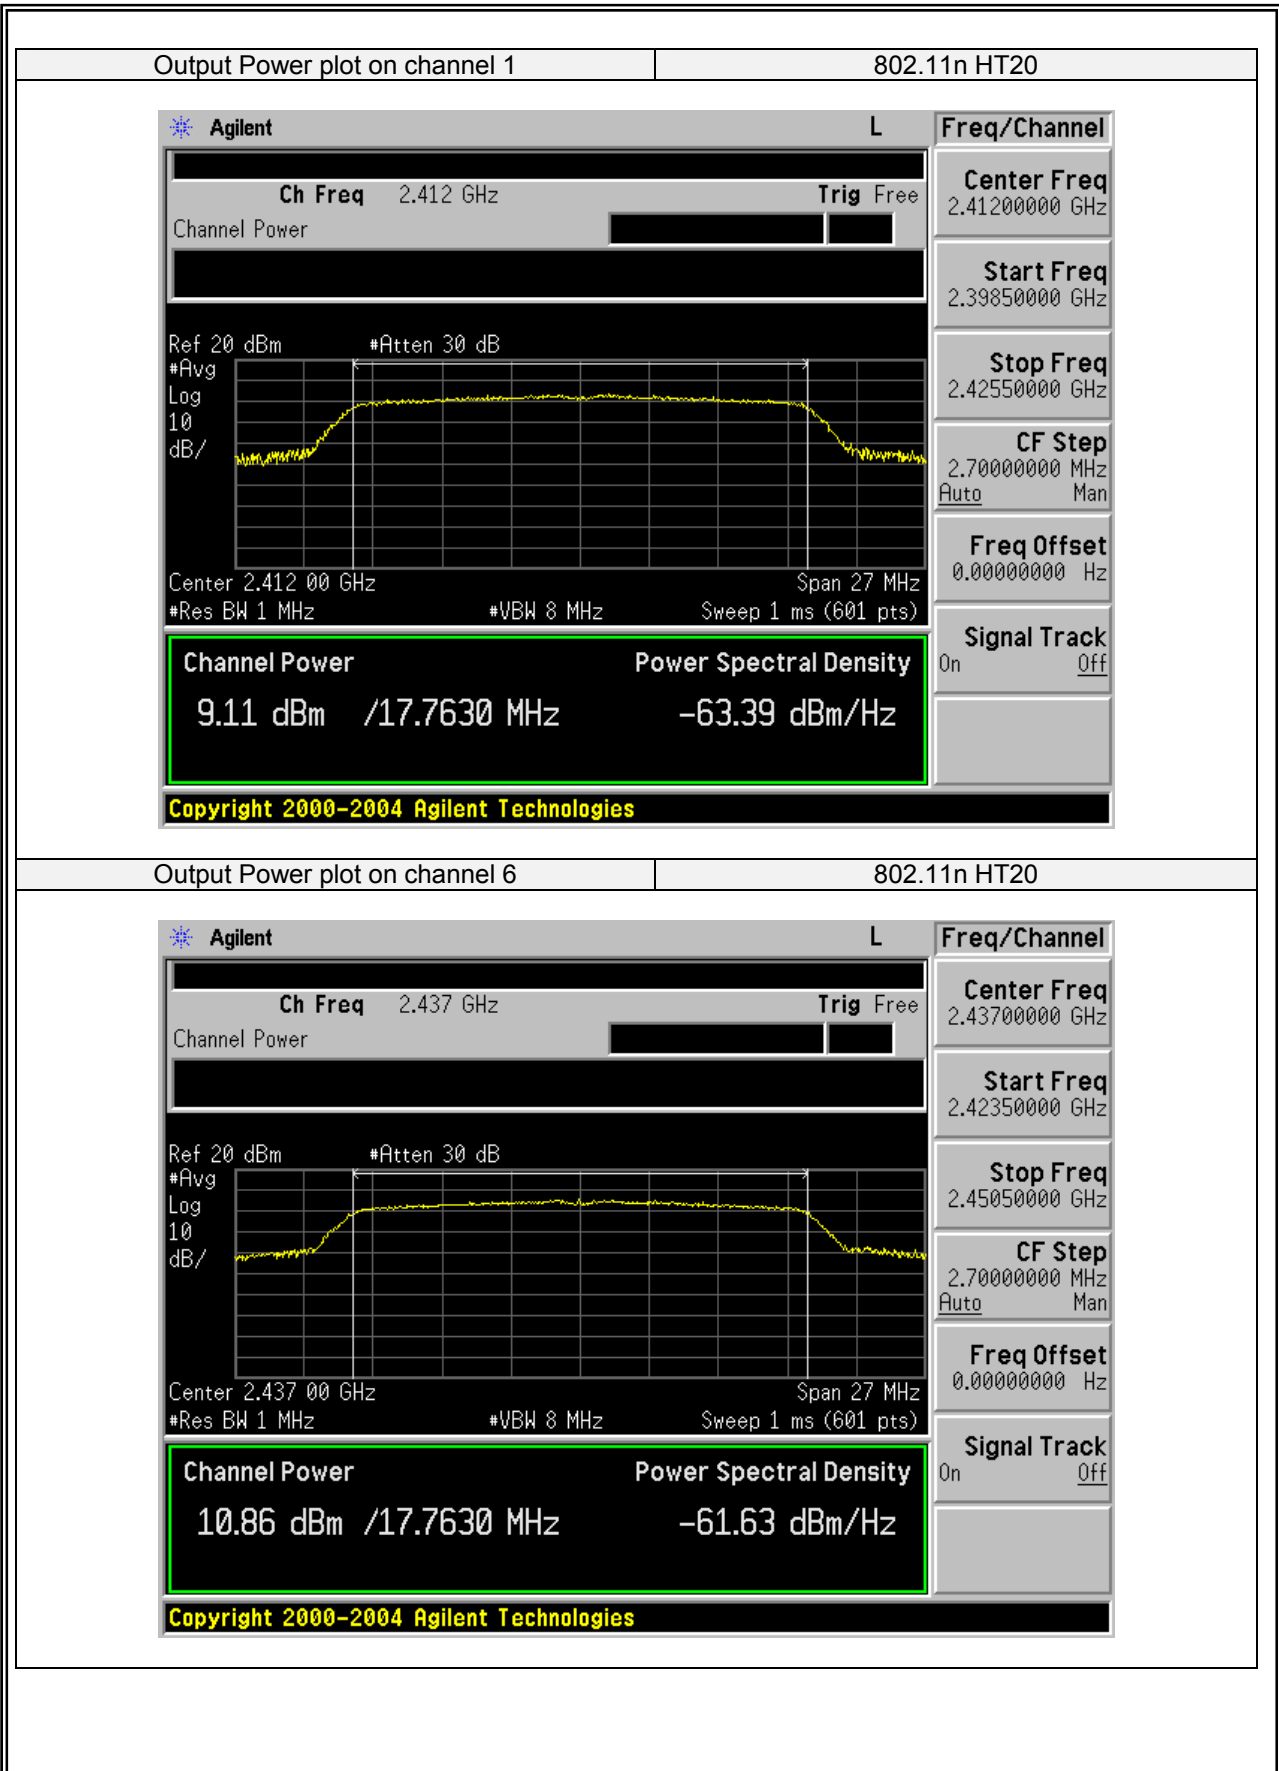 Output Power plot on channel 1 802.11n HT20
Agilent L Freq/Channel
Ch Freq 2.412 GHz Trig Free
Channel Power
Center Freq
2.41200000 GHz
Start Freq
2.39850000 GHz
Stop Freq
2.42550000 GHz
CF Step
2.70000000 MHz
Auto Man
Freq Offset
0.00000000 Hz
Signal Track
On Off
Ref 20 dBm #Atten 30 dB
#Avg
Log
10
dB/
Center 2.412 00 GHz Span 27 MHz
#Res BW 1 MHz #VBW 8 MHz Sweep 1 ms (601 pts)
Channel Power Power Spectral Density
9.11 dBm /17.7630 MHz -63.39 dBm/Hz
Copyright 2000-2004 Agilent Technologies
Output Power plot on channel 6 802.11n HT20
Agilent L Freq/Channel
Ch Freq 2.437 GHz Trig Free
Channel Power
Center Freq
2.43700000 GHz
Start Freq
2.42350000 GHz
Stop Freq
2.45050000 GHz
CF Step
2.70000000 MHz
Auto Man
Freq Offset
0.00000000 Hz
Signal Track
On Off
Ref 20 dBm #Atten 30 dB
#Avg
Log
10
dB/
Center 2.437 00 GHz Span 27 MHz
#Res BW 1 MHz #VBW 8 MHz Sweep 1 ms (601 pts)
Channel Power Power Spectral Density
10.86 dBm /17.7630 MHz -61.63 dBm/Hz
Copyright 2000-2004 Agilent Technologies